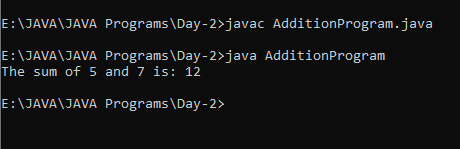 E:\JAVA\JAVA Programs\Day-2>javac AdditionProgram.java
E:\JAVA\JAVA Programs\Day-2>java AdditionProgram
The sum of 5 and 7 is: 12
E:\JAVA\JAVA Programs\Day-2>